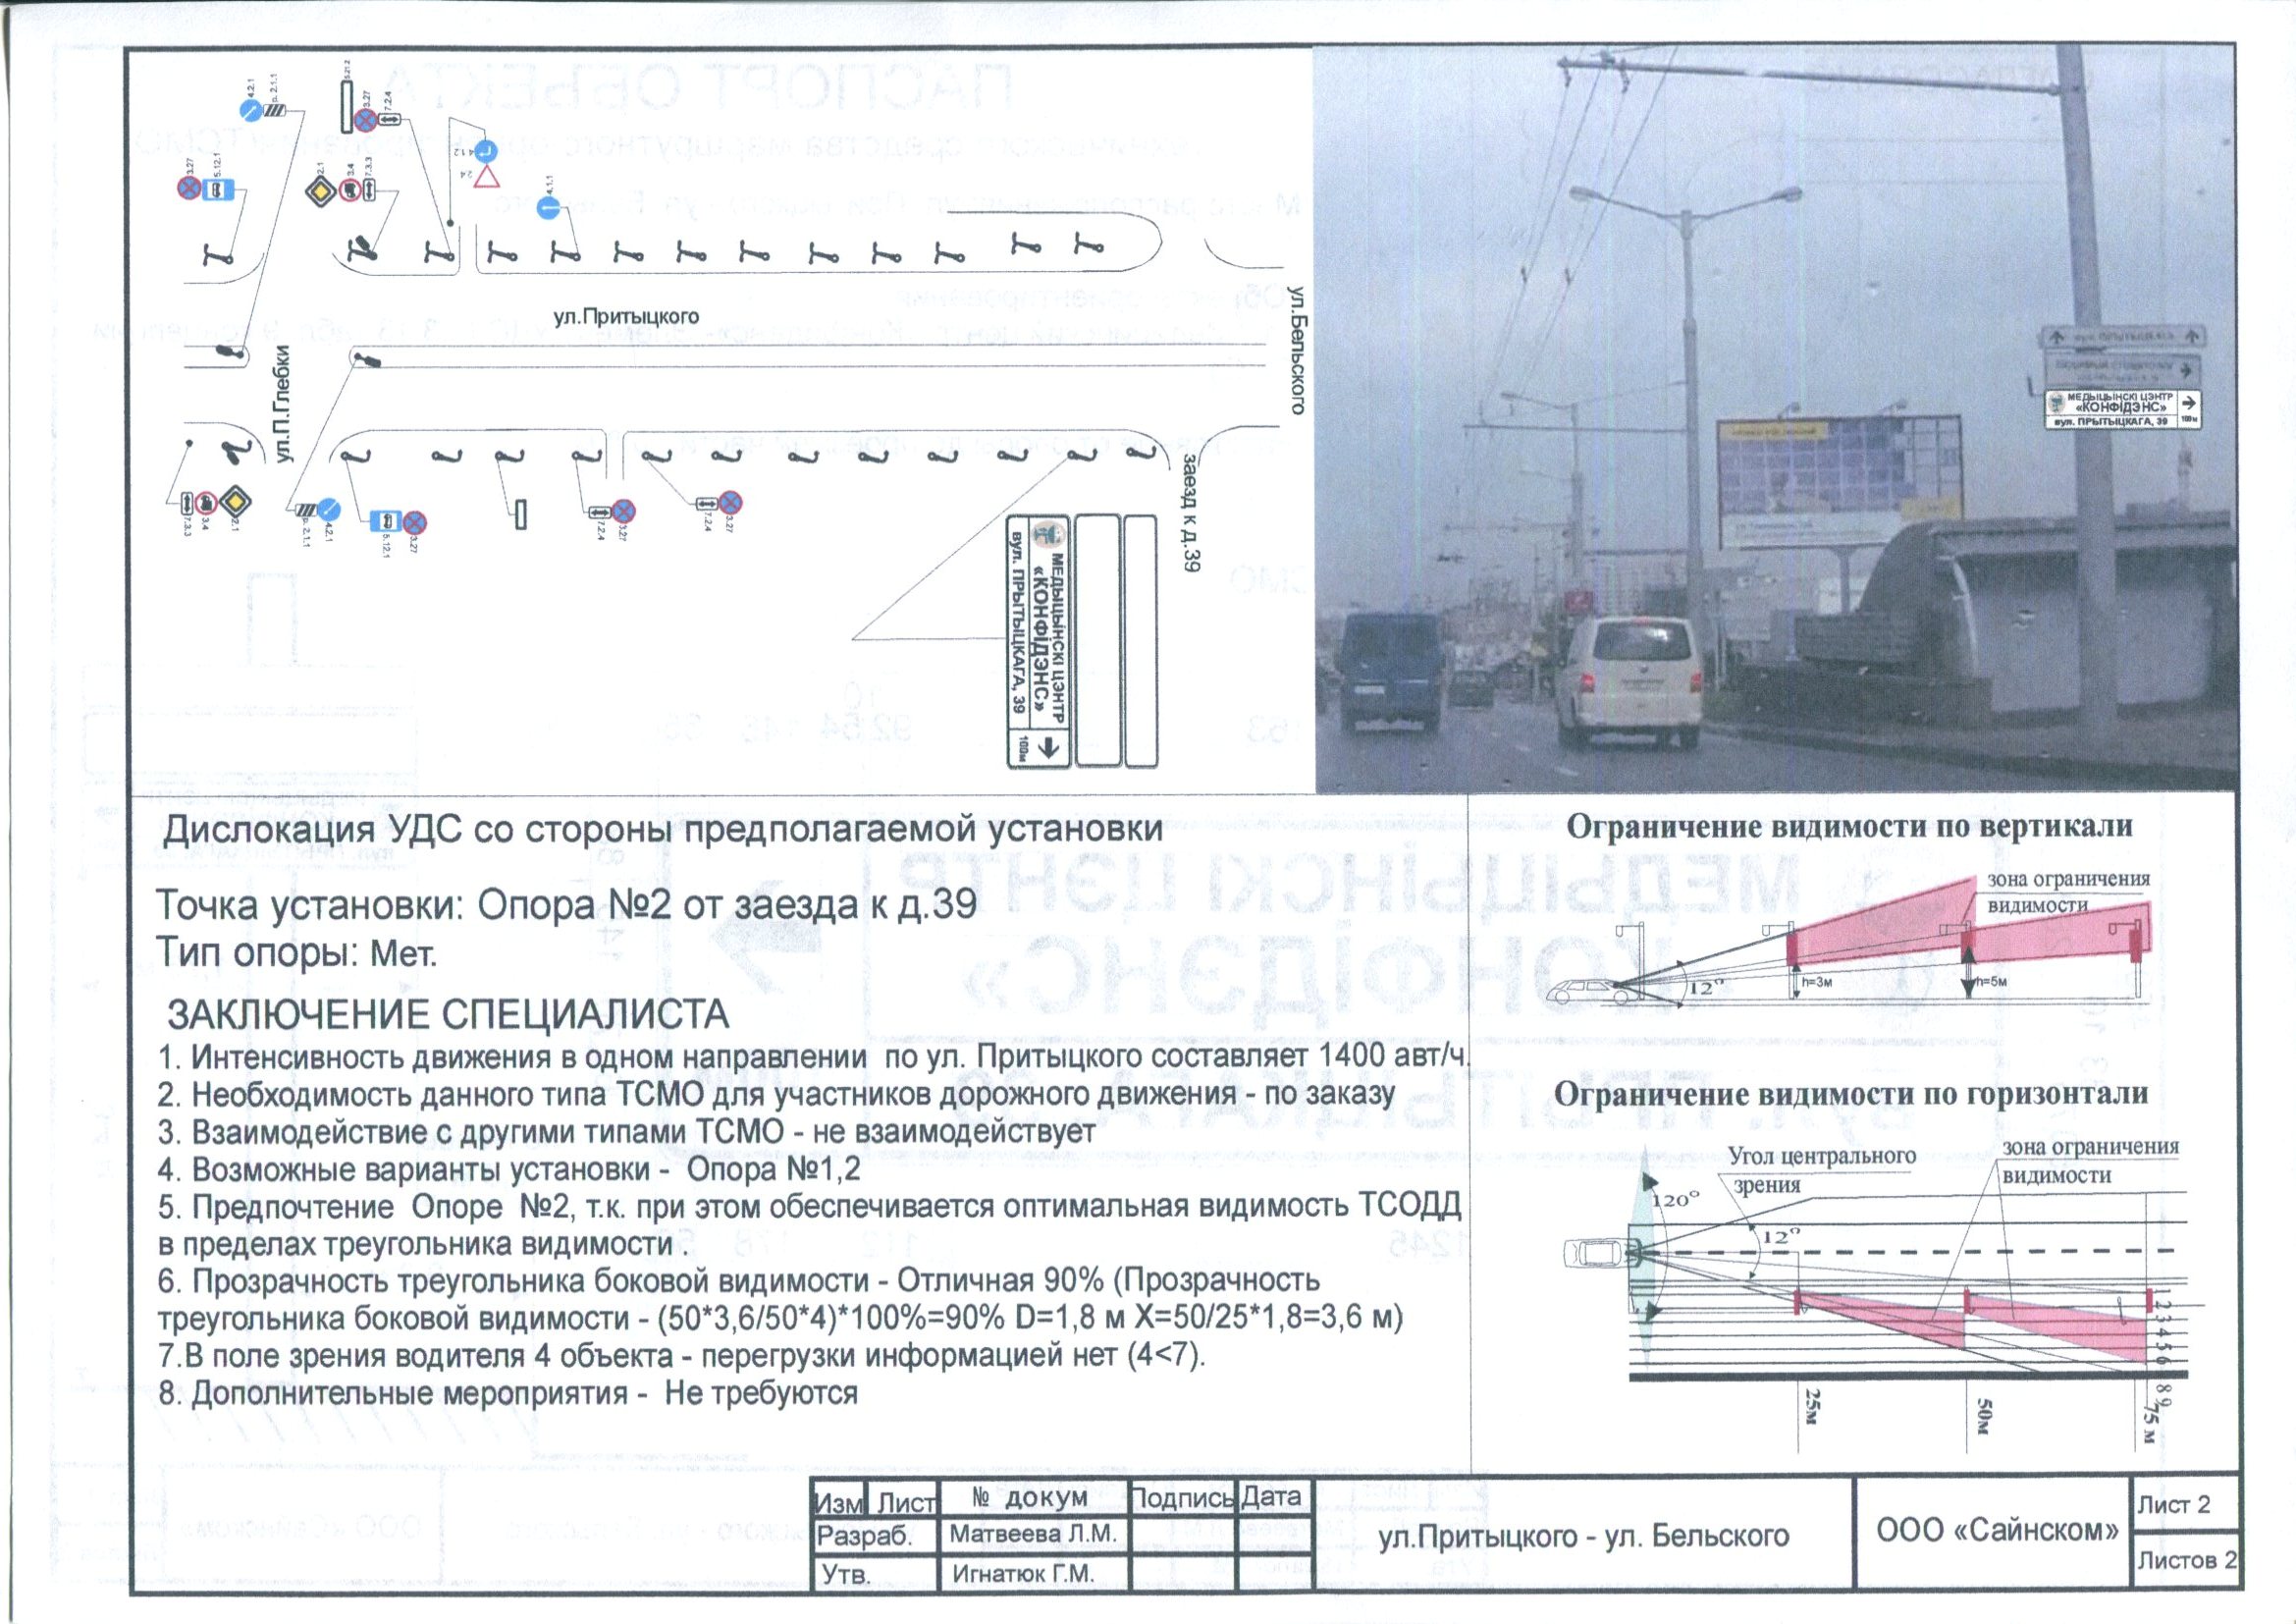 4.2.1
р. 2.1.1
5.21.2
3.27
7.2.4
3.27
5.12.1
2.1
3.4
7.3.3
4.1.2
2.4
4.1.1
ул.Притыцкого
ул.Бельского
ул.П.Глебки
заезд к д.39
7.3.3
3.4
2.1
р. 2.1.1
4.2.1
5.12.1
3.27
7.2.4
3.27
7.2.4
3.27
МЕДЫЦЫНСКІ ЦЭНТР
«КОНФІДЭНС»
вул. ПРЫТЫЦКАГА, 39
100м
вул. ПРЫТЫЦКАГА
МЕДЫЦЫНСКІ ЦЭНТР
«КОНФІДЭНС»
вул. ПРЫТЫЦКАГА, 39
100м
Дислокация УДС со стороны предполагаемой установки
Точка установки: Опора №2 от заезда к д.39
Тип опоры: Мет.
ЗАКЛЮЧЕНИЕ СПЕЦИАЛИСТА
1. Интенсивность движения в одном направлении по ул. Притыцкого составляет 1400 авт/ч.
2. Необходимость данного типа ТСМО для участников дорожного движения - по заказу
3. Взаимодействие с другими типами ТСМО - не взаимодействует
4. Возможные варианты установки - Опора №1,2
5. Предпочтение Опоре №2, т.к. при этом обеспечивается оптимальная видимость ТСОДД
в пределах треугольника видимости .
6. Прозрачность треугольника боковой видимости - Отличная 90% (Прозрачность
треугольника боковой видимости - (50*3,6/50*4)*100%=90% D=1,8 м X=50/25*1,8=3,6 м)
7.В поле зрения водителя 4 объекта - перегрузки информацией нет (4<7).
8. Дополнительные мероприятия - Не требуются
Ограничение видимости по вертикали
зона ограничения
видимости
12°
h=3м
h=5м
Ограничение видимости по горизонтали
Угол центрального
зрения
зона ограничения
видимости
120°
12°
1 2 3 4 5 6 8 9
25м
50м
75 м
Изм Лист № докум Подпись Дата
Разраб. Матвеева Л.М.
Утв. Игнатюк Г.М.
ул.Притыцкого - ул. Бельского
ООО «Сайнском»
Лист 2
Листов 2